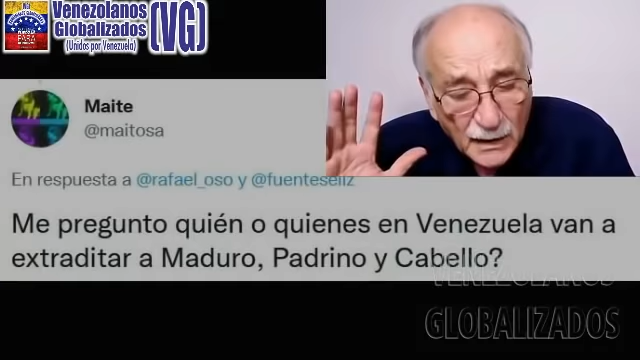 Venezolanos
Globalizados
(Unidos por Venezuela)
(VG)
Maite
@maitosa
En respuesta a @rafael_oso y @fuenteseliz
Me pregunto quién o quienes en Venezuela van a
extraditar a Maduro, Padrino y Cabello?
VENEZOLANOS
GLOBALIZADOS